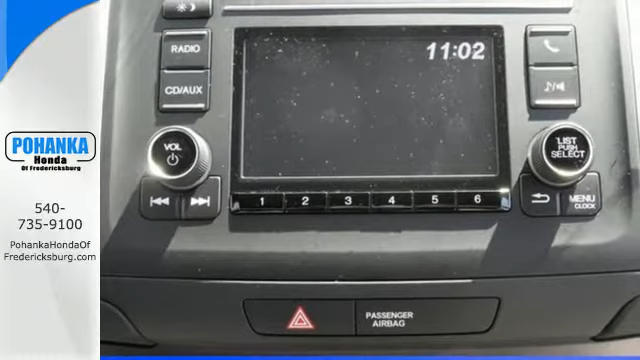 POHANKA
Honda
Of Fredericksburg
540-
735-9100
PohankaHondaOf
Fredericksburg.com
RADIO
CD/AUX
11:02
VOL
LIST
PUSH
SELECT
1 2 3 4 5 6
MENU
CLOCK
PASSENGER
AIRBAG